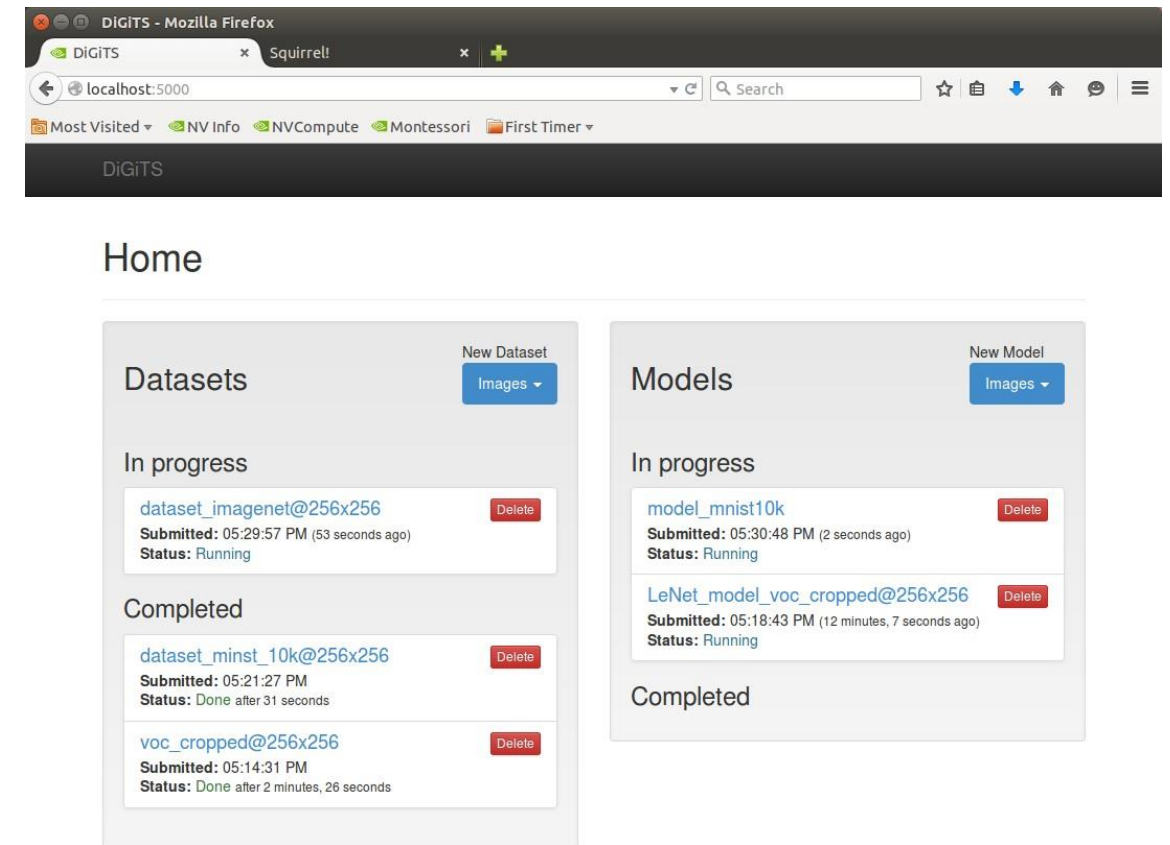 DiGiTS - Mozilla Firefox
DiGiTS × Squirrel! ×
localhost:5000 Search
Most Visited NV Info NVCompute Montessori First Timer
DiGiTS
Home
Datasets
New Dataset
Images
In progress
dataset_imagenet@256x256 Delete
Submitted: 05:29:57 PM (53 seconds ago)
Status: Running
Completed
dataset_minst_10k@256x256 Delete
Submitted: 05:21:27 PM
Status: Done after 31 seconds
voc_cropped@256x256 Delete
Submitted: 05:14:31 PM
Status: Done after 2 minutes, 26 seconds
Models
New Model
Images
In progress
model_mnist10k Delete
Submitted: 05:30:48 PM (2 seconds ago)
Status: Running
LeNet_model_voc_cropped@256x256 Delete
Submitted: 05:18:43 PM (12 minutes, 7 seconds ago)
Status: Running
Completed